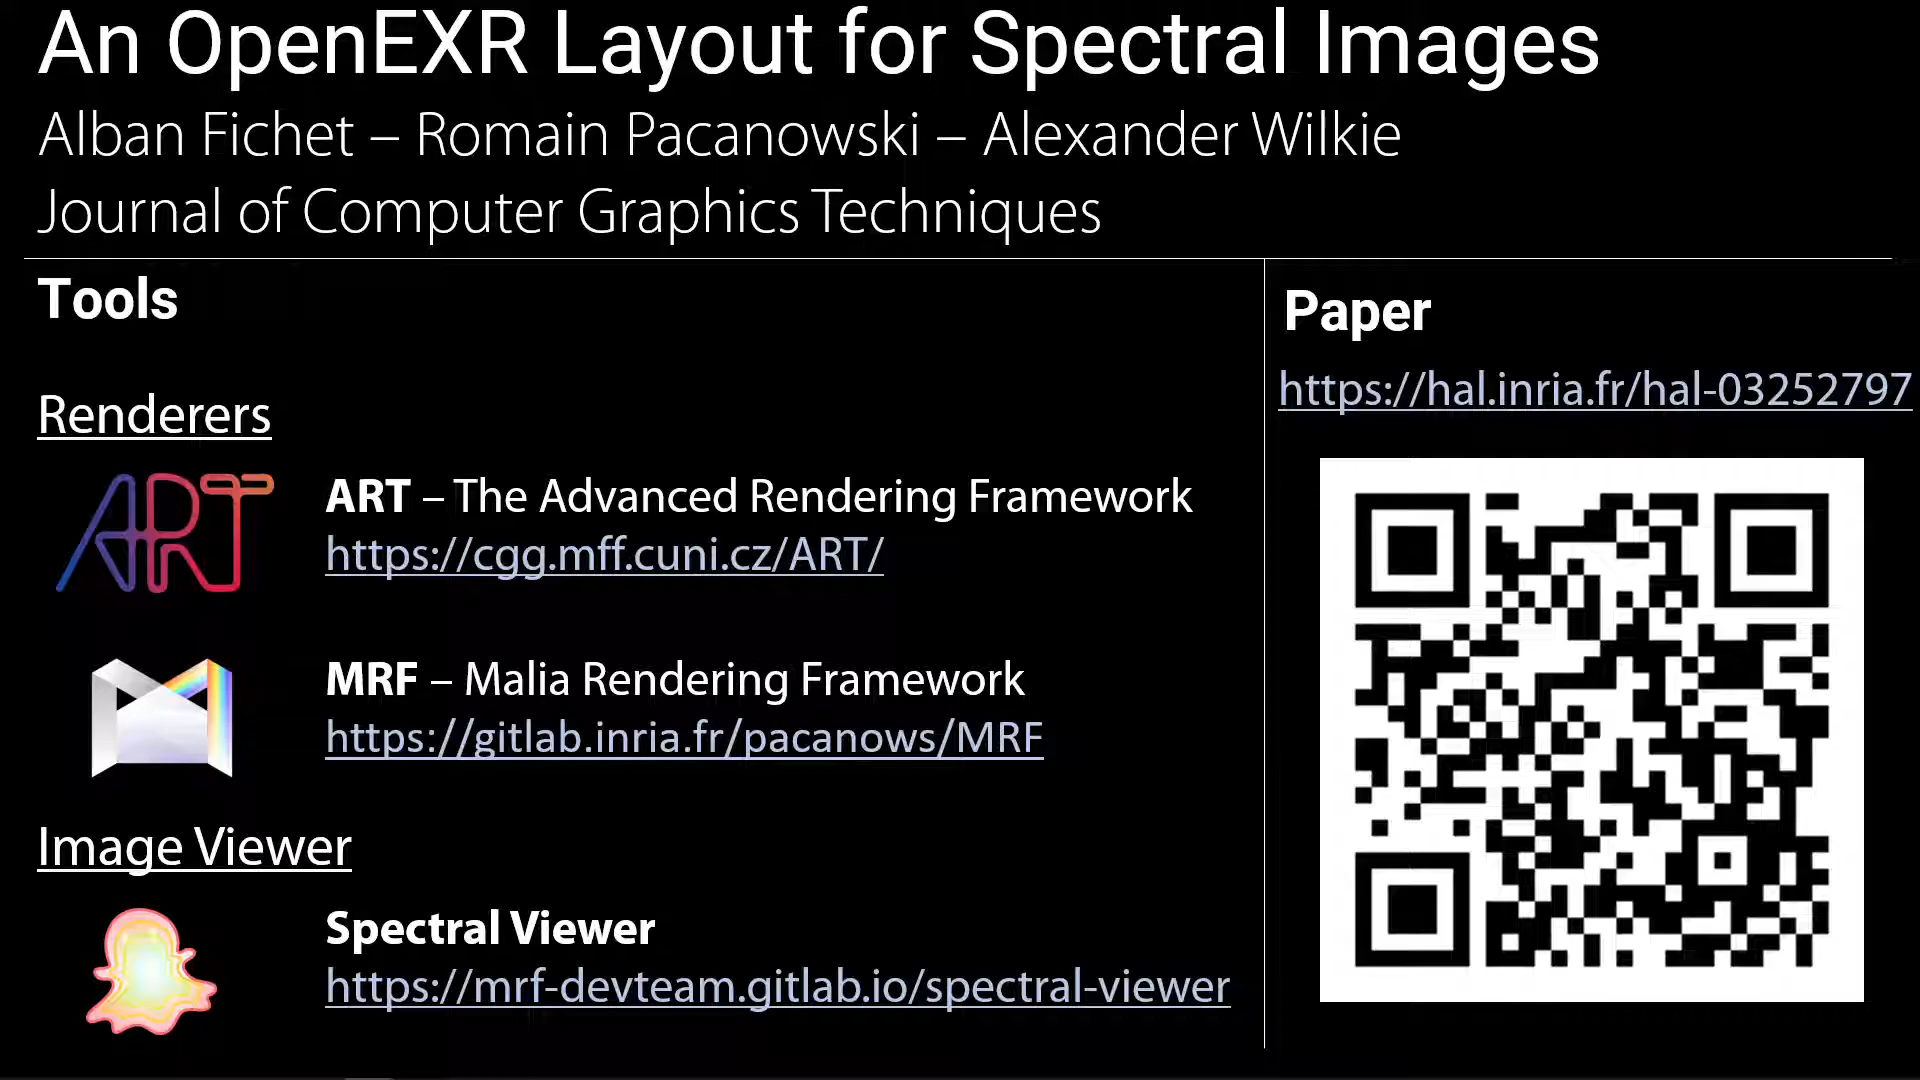 An OpenEXR Layout for Spectral Images
Alban Fichet – Romain Pacanowski – Alexander Wilkie
Journal of Computer Graphics Techniques
Tools
Renderers
ART
ART – The Advanced Rendering Framework
https://cgg.mff.cuni.cz/ART/
MRF – Malia Rendering Framework
https://gitlab.inria.fr/pacanows/MRF
Image Viewer
Spectral Viewer
https://mrf-devteam.gitlab.io/spectral-viewer
Paper
https://hal.inria.fr/hal-03252797